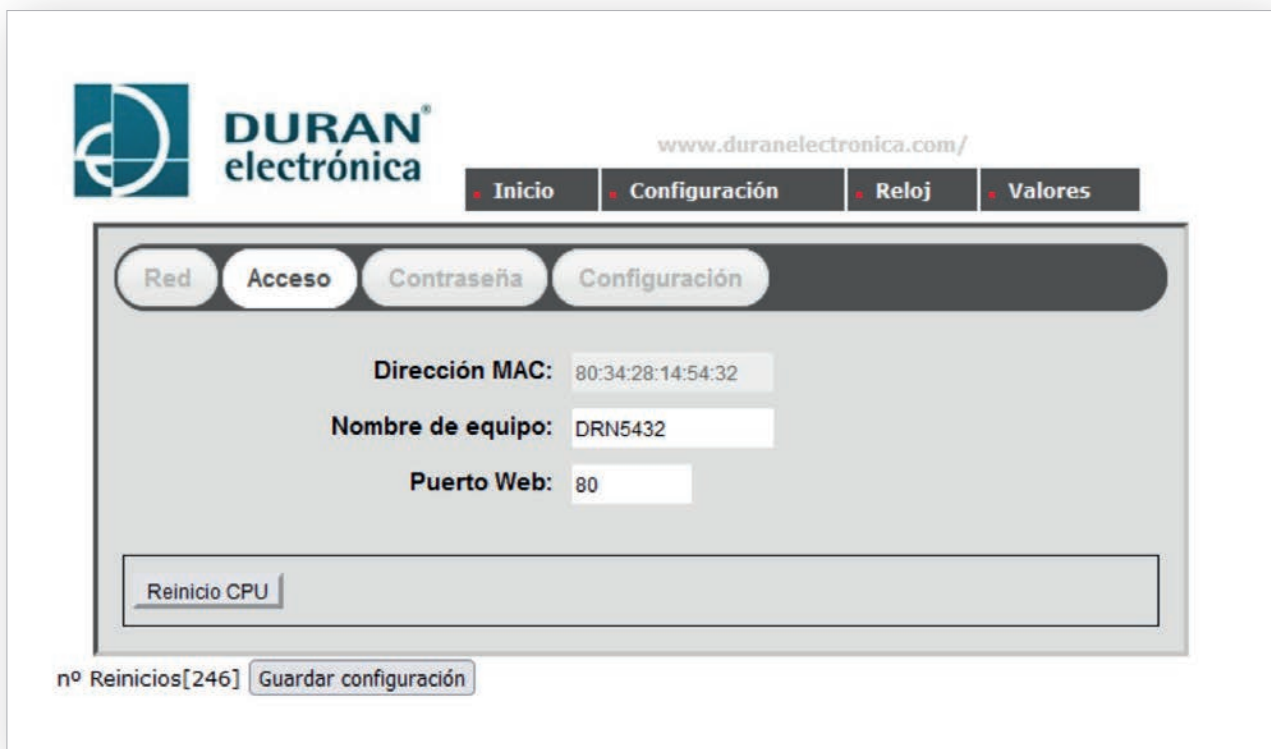 DURAN®
electrónica
www.duranelectronica.com/
Inicio Configuración Reloj Valores
Red Acceso Contraseña Configuración
Dirección MAC: 80:34:28:14:54:32
Nombre de equipo: DRN5432
Puerto Web: 80
Reinicio CPU
nº Reinicios[246] Guardar configuración